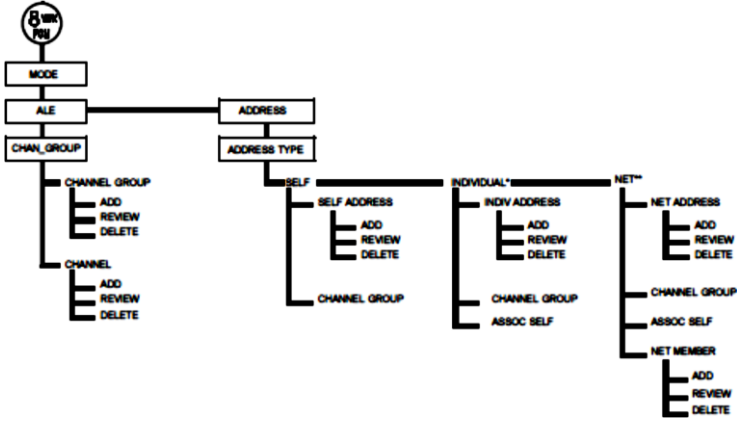 8
PGM
MODE
ALE
ADDRESS
CHAN_GROUP
ADDRESS TYPE
CHANNEL GROUP
ADD
REVIEW
DELETE
CHANNEL
ADD
REVIEW
DELETE
SELF
SELF ADDRESS
ADD
REVIEW
DELETE
CHANNEL GROUP
INDIVIDUAL*
INDIV ADDRESS
ADD
REVIEW
DELETE
CHANNEL GROUP
ASSOC SELF
NET**
NET ADDRESS
ADD
REVIEW
DELETE
CHANNEL GROUP
ASSOC SELF
NET MEMBER
ADD
REVIEW
DELETE